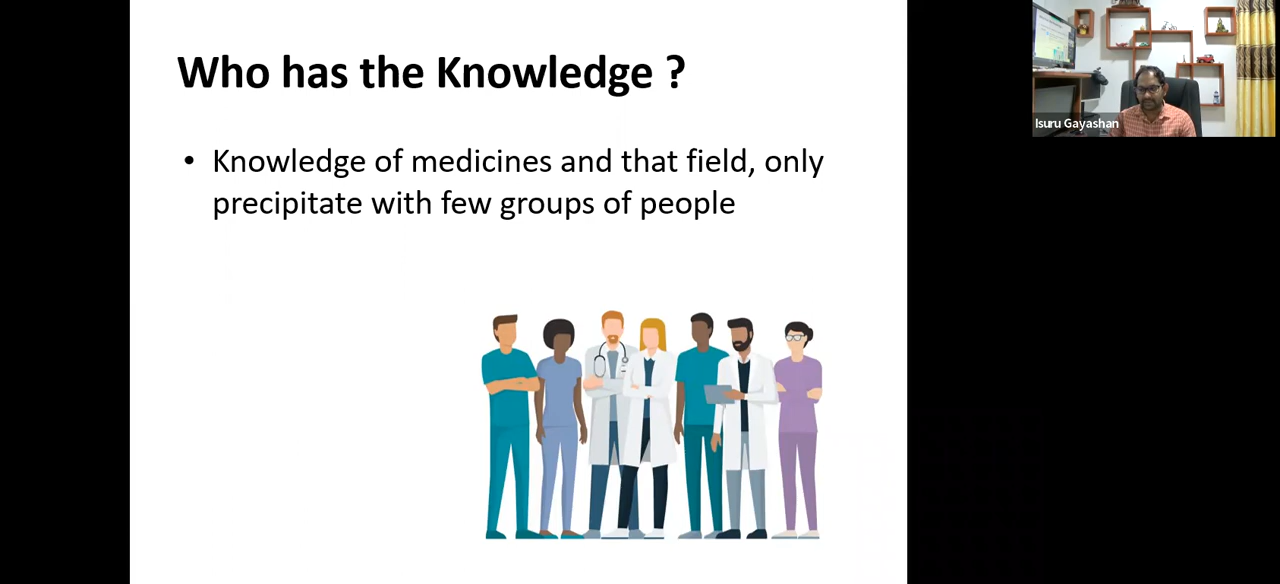 Who has the Knowledge ?
• Knowledge of medicines and that field, only
precipitate with few groups of people
Isuru Gayashan